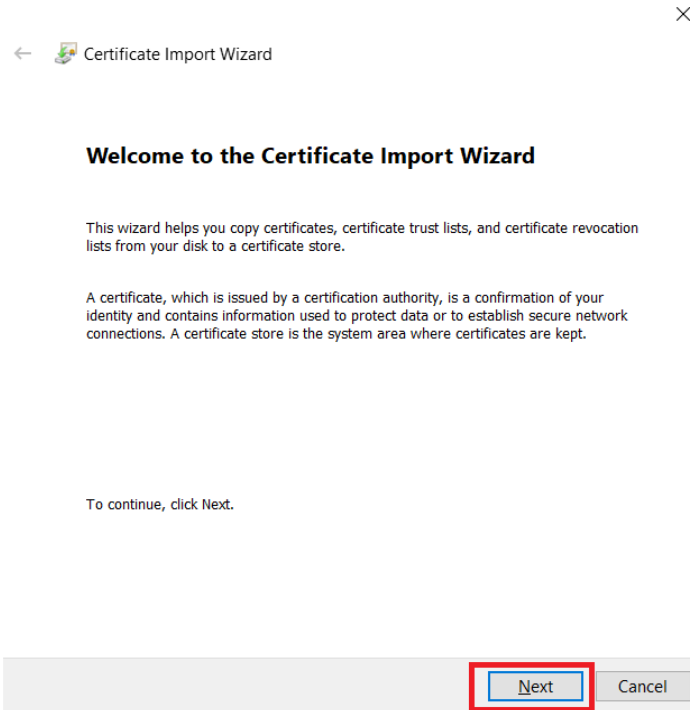 Certificate Import Wizard
Welcome to the Certificate Import Wizard
This wizard helps you copy certificates, certificate trust lists, and certificate revocation
lists from your disk to a certificate store.
A certificate, which is issued by a certification authority, is a confirmation of your
identity and contains information used to protect data or to establish secure network
connections. A certificate store is the system area where certificates are kept.
To continue, click Next.
Next Cancel